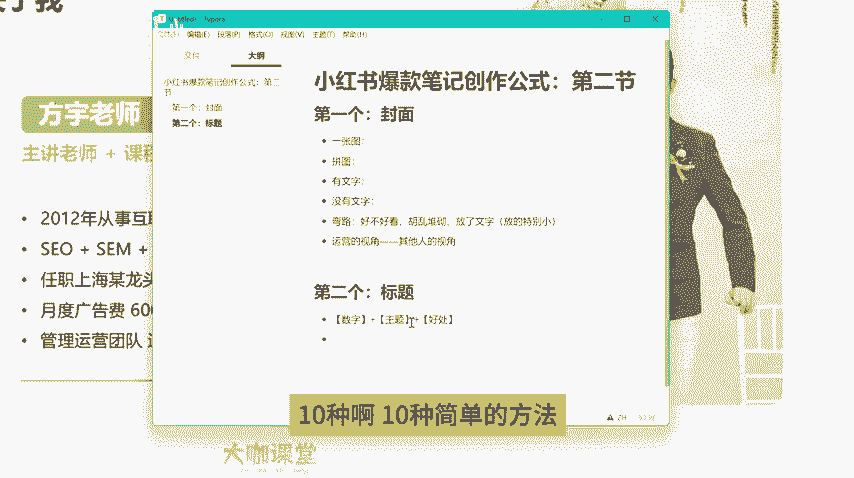 关于我
方宇老师
主讲老师 + 课程
• 2012年从事互联
• SEO + SEM +
• 任职上海某龙头
• 月度广告费 600
• 管理运营团队
Untitled - Typora
文件(F) 编辑(E) 段落(P) 格式(O) 视图(V) 主题(T) 帮助(H)
文件 大纲
小红书爆款笔记创作公式：第二节
第一个：封面
第二个：标题
小红书爆款笔记创作公式：第二节
第一个：封面
• 一张图：
• 拼图：
• 有文字：
• 没有文字：
• 弯路：好不好看，胡乱堆砌，放了文字（放的特别小）
• 运营的视角——其他人的视角
第二个：标题
• 【数字】+【主题】+【好处】
10种啊 10种简单的方法
大咖课堂